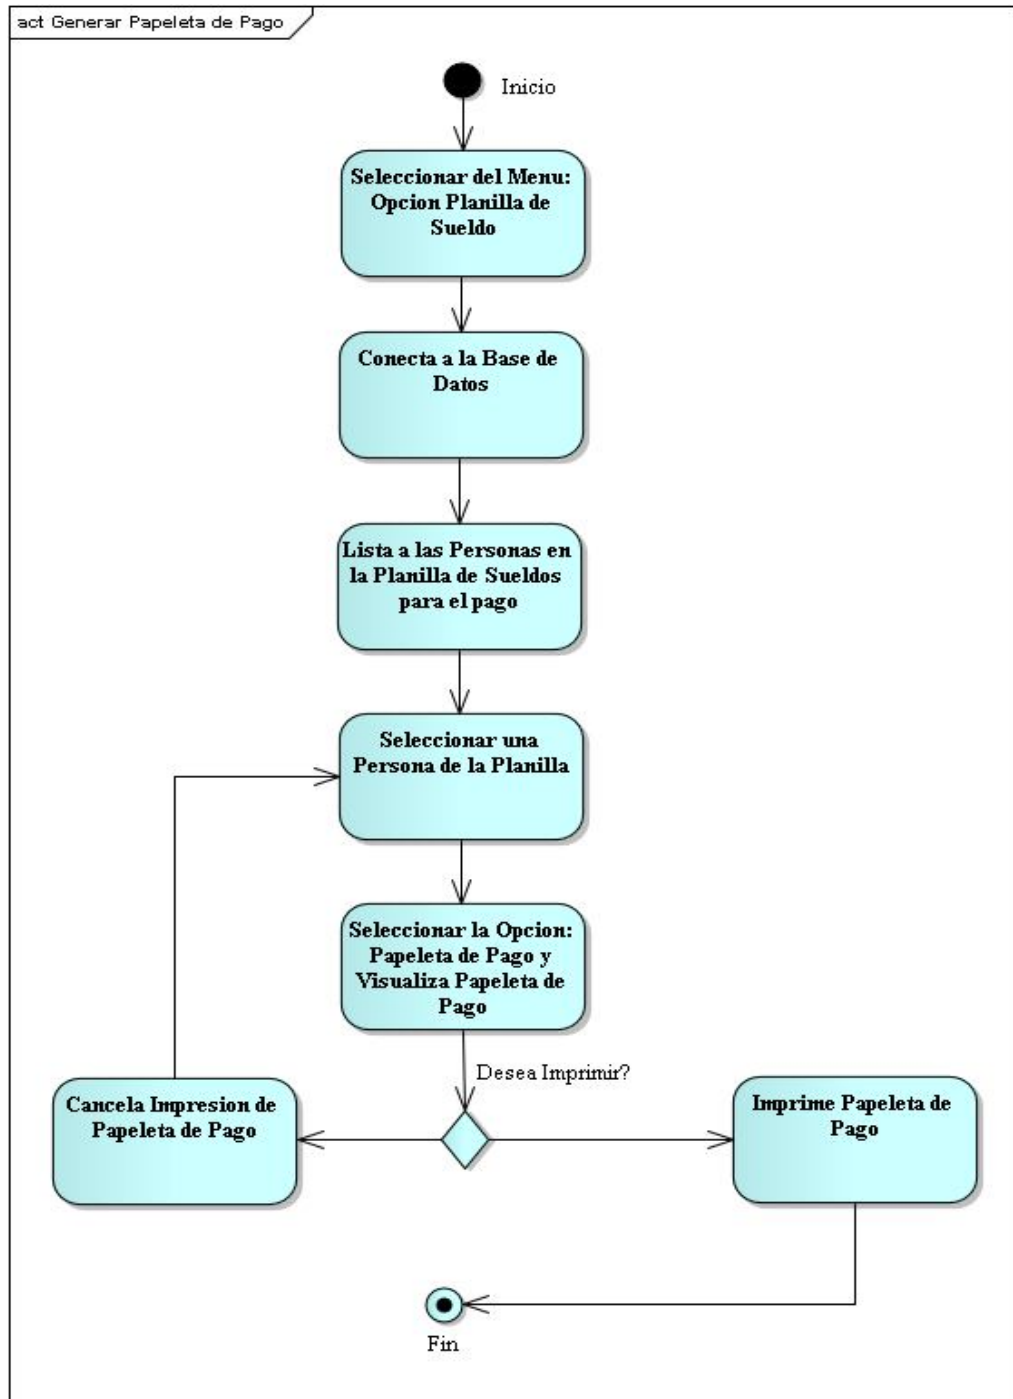 act Generar Papeleta de Pago
Inicio
Seleccionar del Menu:
Opcion Planilla de
Sueldo
Conecta a la Base de
Datos
Lista a las Personas en
la Planilla de Sueldos
para el pago
Seleccionar una
Persona de la Planilla
Seleccionar la Opcion:
Papeleta de Pago y
Visualiza Papeleta de
Pago
Desea Imprimir?
Cancela Impresion de
Papeleta de Pago
Imprime Papeleta de
Pago
Fin